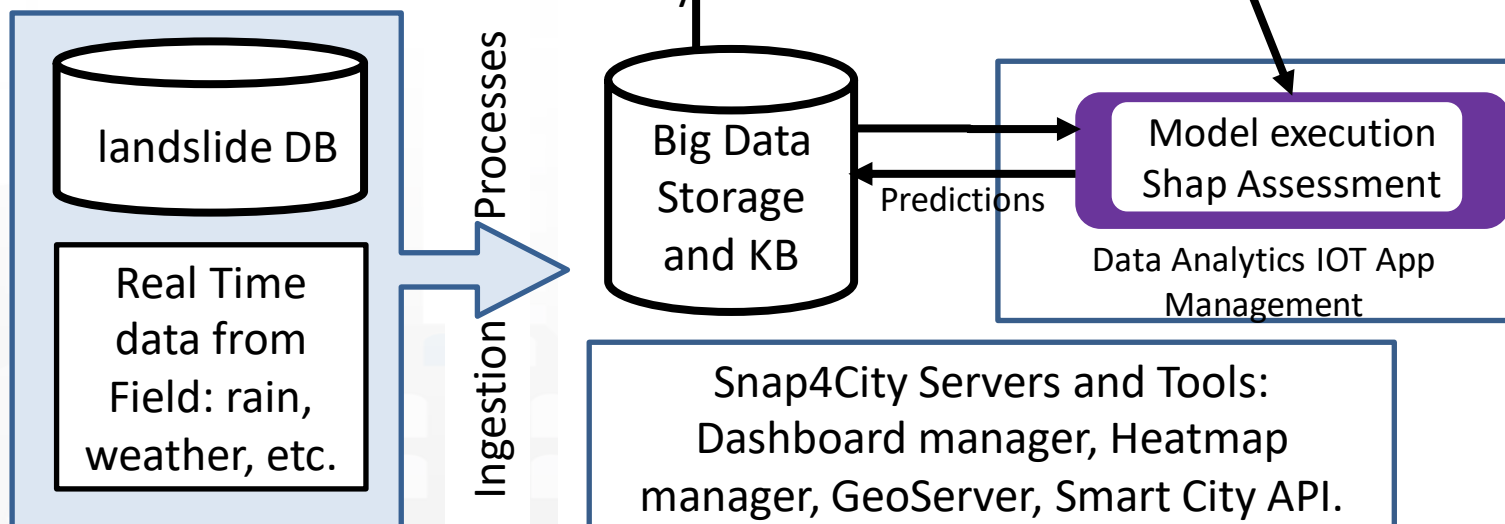 landslide DB
Real Time
data from
Field: rain,
weather, etc.
Ingestion Processes
Big Data
Storage
and KB
Predictions
Model execution
Shap Assessment
Data Analytics IOT App
Management
Snap4City Servers and Tools:
Dashboard manager, Heatmap
manager, GeoServer, Smart City API.